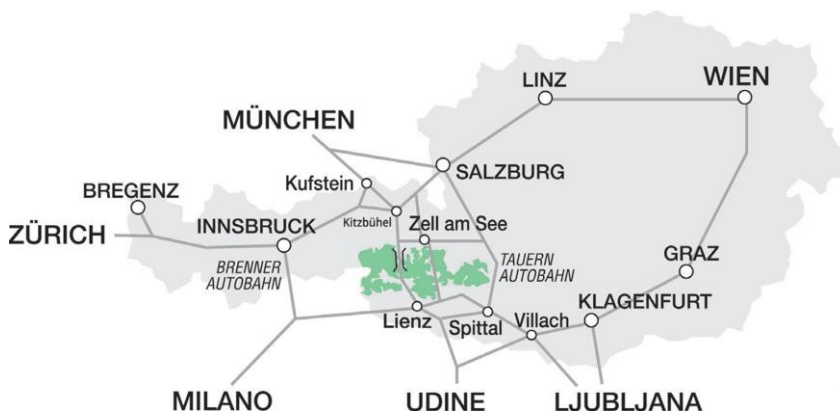 WIEN
LINZ
MÜNCHEN
SALZBURG
Kufstein
BREGENZ
Kitzbühel
INNSBRUCK
Zell am See
ZÜRICH
BRENNER
AUTOBAHN
TAUERN
AUTOBAHN
GRAZ
KLAGENFURT
Lienz
Spittal
Villach
MILANO
UDINE
LJUBLJANA